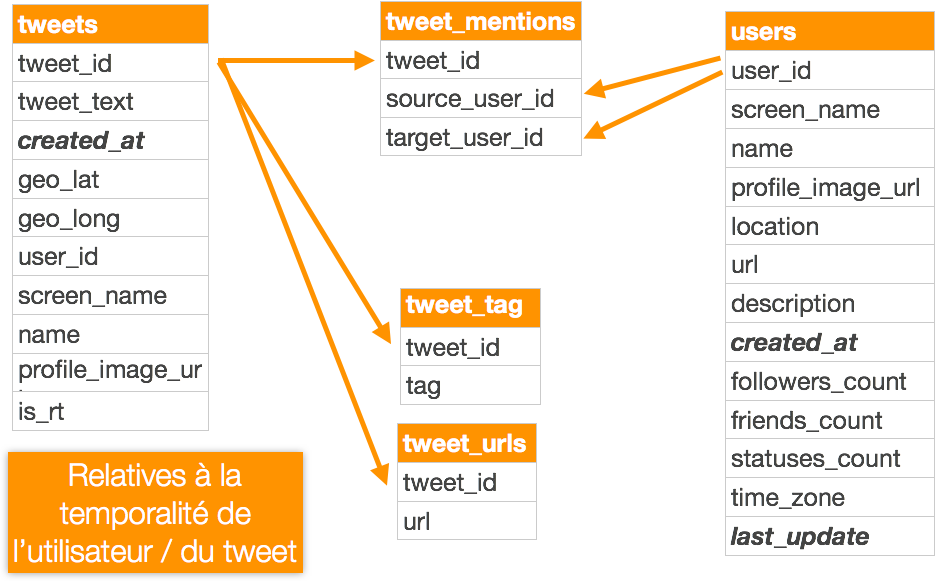 tweets
tweet_id
tweet_text
created_at
geo_lat
geo_long
user_id
screen_name
name
profile_image_ur
is_rt
tweet_mentions
tweet_id
source_user_id
target_user_id
tweet_tag
tweet_id
tag
tweet_urls
tweet_id
url
users
user_id
screen_name
name
profile_image_url
location
url
description
created_at
followers_count
friends_count
statuses_count
time_zone
last_update
Relatives à la
temporalité de
l’utilisateur / du tweet